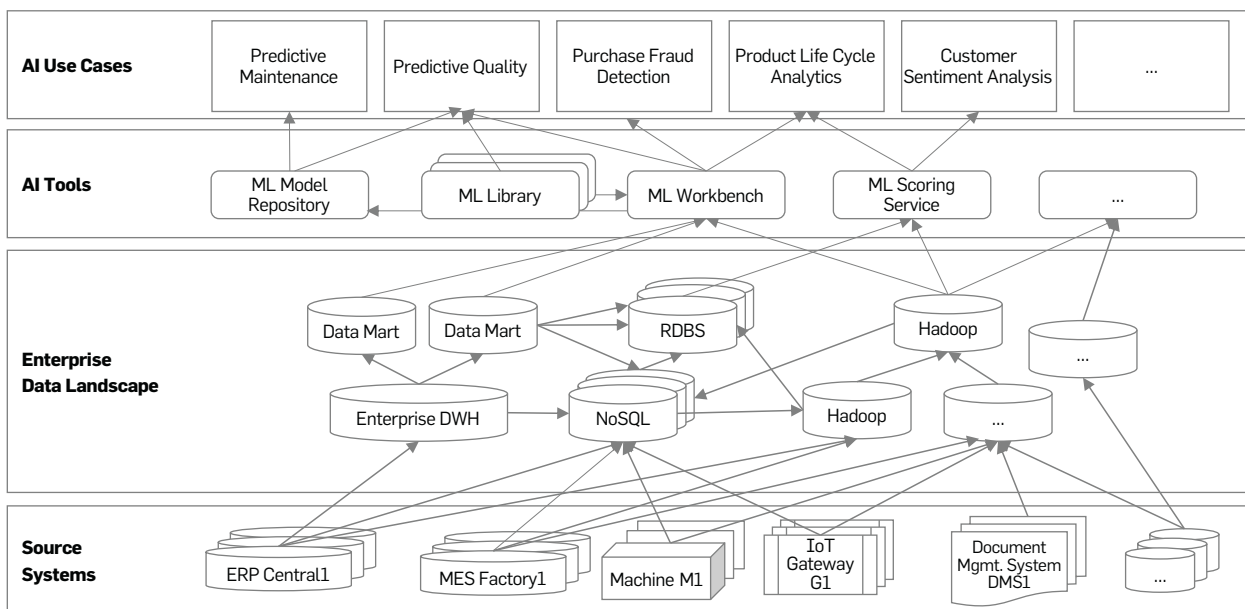 AI Use Cases
Predictive
Maintenance
Predictive Quality
Purchase Fraud
Detection
Product Life Cycle
Analytics
Customer
Sentiment Analysis
...
AI Tools
ML Model
Repository
ML Library
ML Workbench
ML Scoring
Service
...
Enterprise
Data Landscape
Data Mart
Data Mart
RDBS
Hadoop
...
Enterprise DWH
NoSQL
Hadoop
...
Source
Systems
ERP Central1
MES Factory1
Machine M1
IoT
Gateway
G1
Document
Mgmt. System
DMS1
...